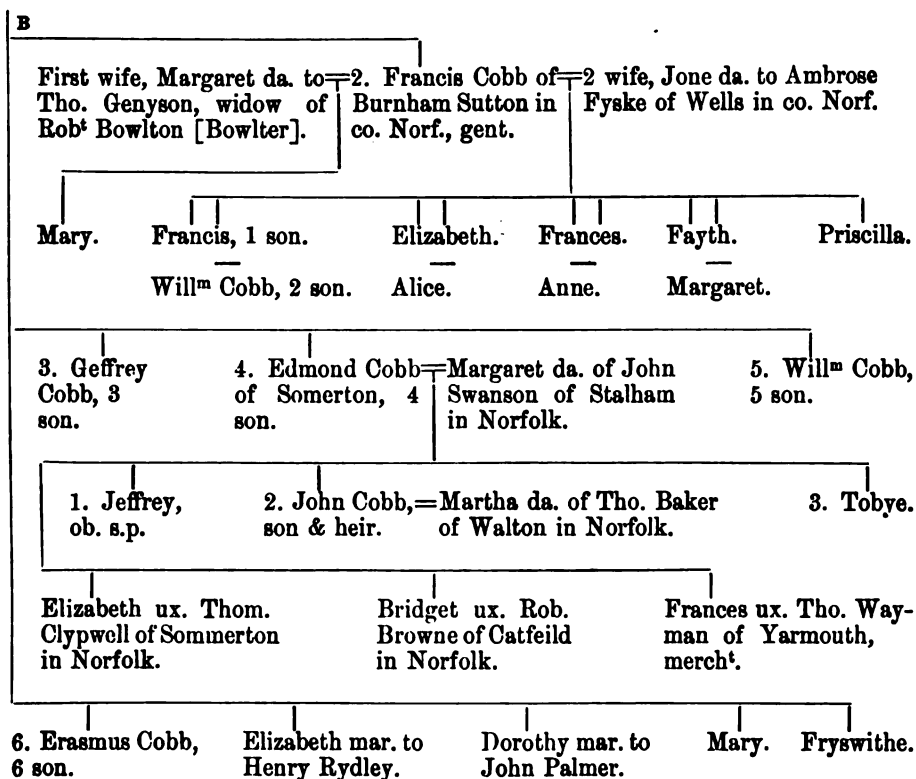 B
First wife, Margaret da. to
Tho. Genyson, widow of
Robᵗ Bowlton [Bowlter].
2. Francis Cobb of
Burnham Sutton in
co. Norf., gent.
2 wife, Jone da. to Ambrose
Fyske of Wells in co. Norf.
Mary.
Francis, 1 son.
Willᵐ Cobb, 2 son.
Elizabeth.
Alice.
Frances.
Anne.
Fayth.
Margaret.
Priscilla.
3. Geffrey
Cobb, 3
son.
4. Edmond Cobb
of Somerton, 4
son.
Margaret da. of John
Swanson of Stalham
in Norfolk.
5. Willᵐ Cobb,
5 son.
1. Jeffrey,
ob. s.p.
2. John Cobb,
son & heir.
Martha da. of Tho. Baker
of Walton in Norfolk.
3. Tobye.
Elizabeth ux. Thom.
Clypwell of Sommerton
in Norfolk.
Bridget ux. Rob.
Browne of Catfeild
in Norfolk.
Frances ux. Tho. Way-
man of Yarmouth,
merchᵗ.
6. Erasmus Cobb,
6 son.
Elizabeth mar. to
Henry Rydley.
Dorothy mar. to
John Palmer.
Mary.
Fryswithe.